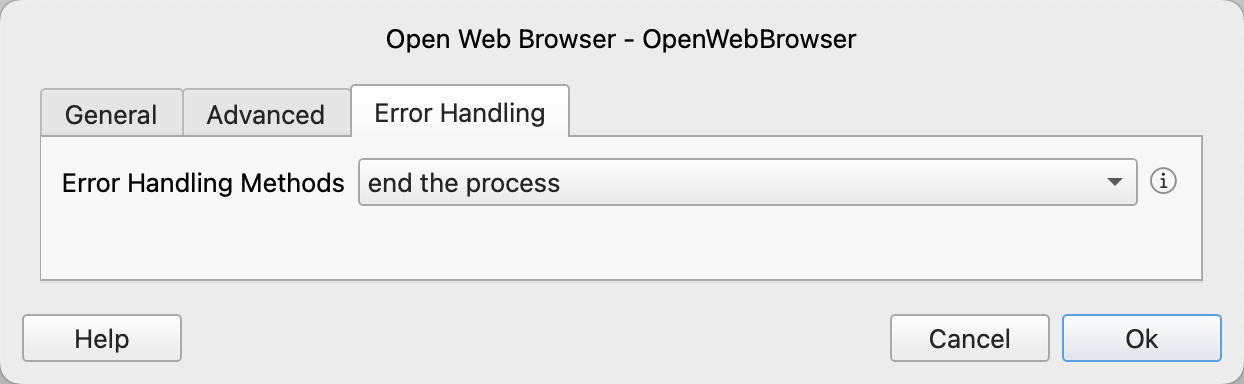 Open Web Browser - OpenWebBrowser
General Advanced Error Handling
Error Handling Methods end the process
Help Cancel Ok